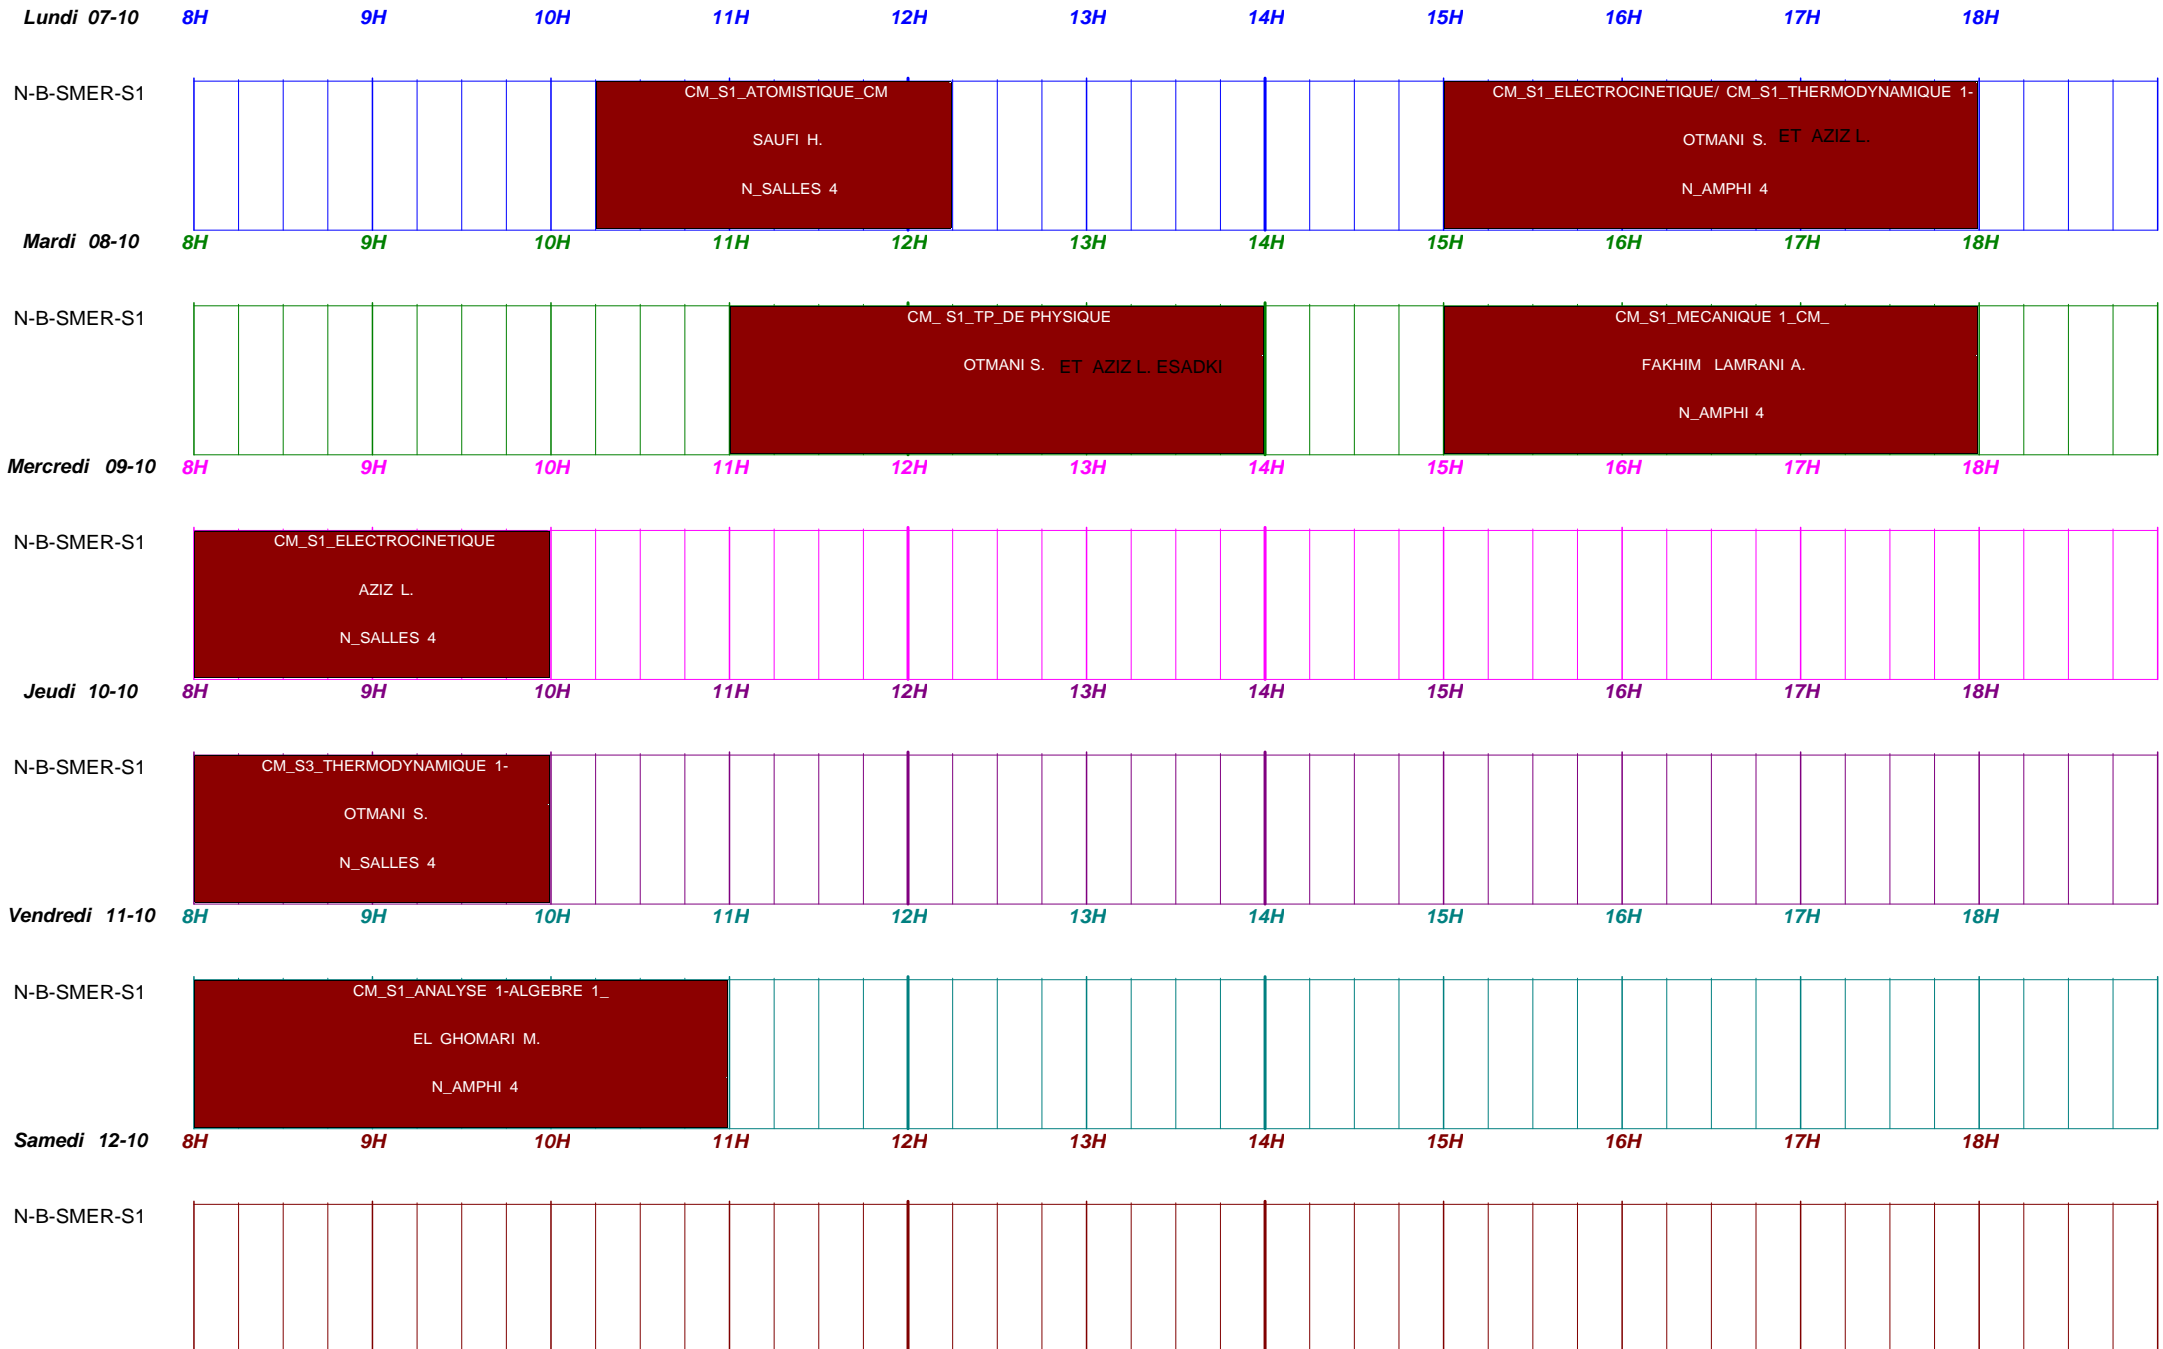 Lundi 07-10 8H 9H 10H 11H 12H 13H 14H 15H 16H 17H 18H
N-B-SMER-S1
CM_S1_ATOMISTIQUE_CM
SAUFI H.
N_SALLES 4
CM_S1_ELECTROCINETIQUE/ CM_S1_THERMODYNAMIQUE 1-
OTMANI S. ET AZIZ L.
N_AMPHI 4
Mardi 08-10 8H 9H 10H 11H 12H 13H 14H 15H 16H 17H 18H
N-B-SMER-S1
CM_ S1_TP_DE PHYSIQUE
OTMANI S. ET AZIZ L. ESADKI
CM_S1_MECANIQUE 1_CM_
FAKHIM LAMRANI A.
N_AMPHI 4
Mercredi 09-10 8H 9H 10H 11H 12H 13H 14H 15H 16H 17H 18H
N-B-SMER-S1
CM_S1_ELECTROCINETIQUE
AZIZ L.
N_SALLES 4
Jeudi 10-10 8H 9H 10H 11H 12H 13H 14H 15H 16H 17H 18H
N-B-SMER-S1
CM_S3_THERMODYNAMIQUE 1-
OTMANI S.
N_SALLES 4
Vendredi 11-10 8H 9H 10H 11H 12H 13H 14H 15H 16H 17H 18H
N-B-SMER-S1
CM_S1_ANALYSE 1-ALGEBRE 1_
EL GHOMARI M.
N_AMPHI 4
Samedi 12-10 8H 9H 10H 11H 12H 13H 14H 15H 16H 17H 18H
N-B-SMER-S1